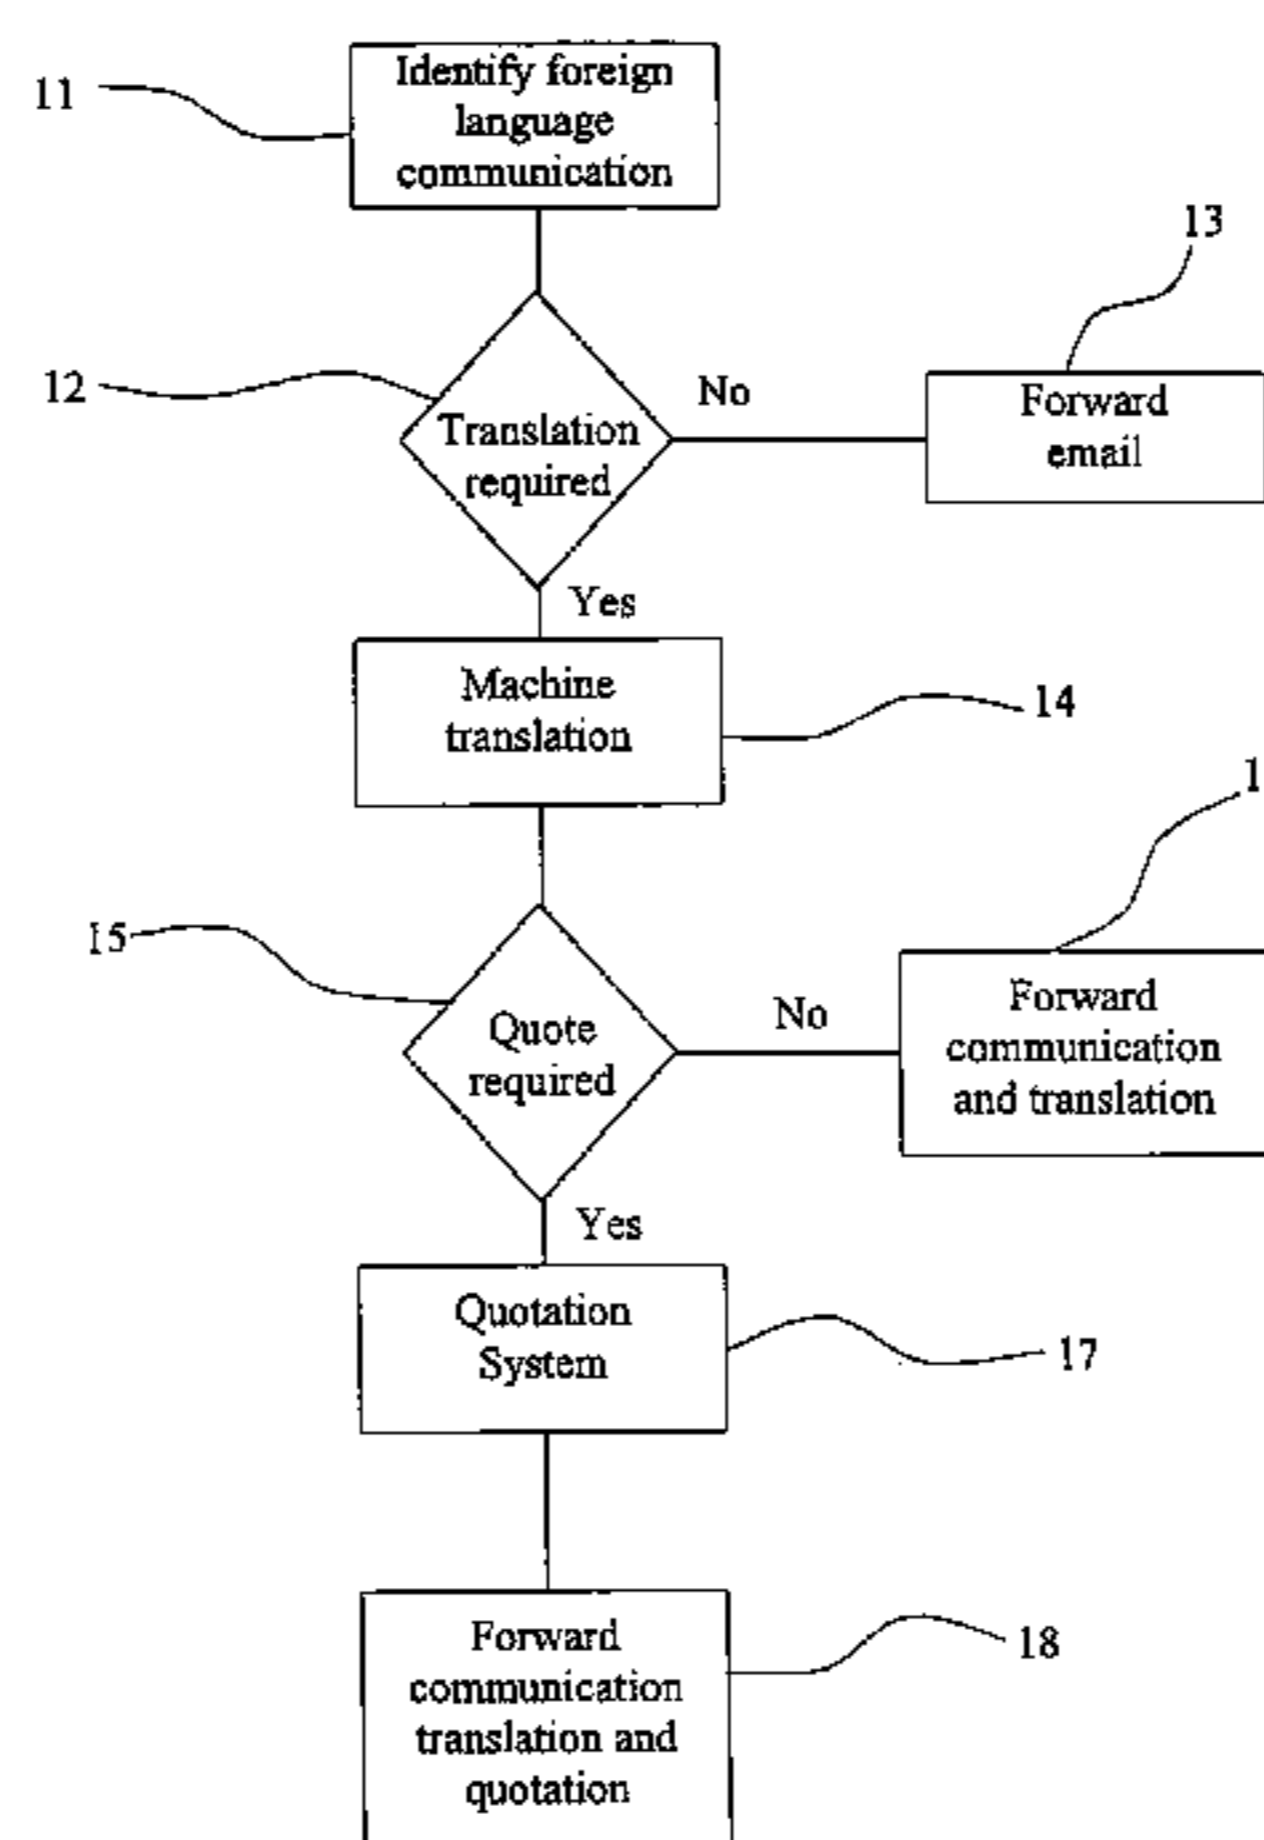 11
Identify foreign
language
communication
13
12
Translation
required
No
Forward
email
Yes
Machine
translation
14
1
15
Quote
required
No
Forward
communication
and translation
Yes
Quotation
System
17
Forward
communication
translation and
quotation
18